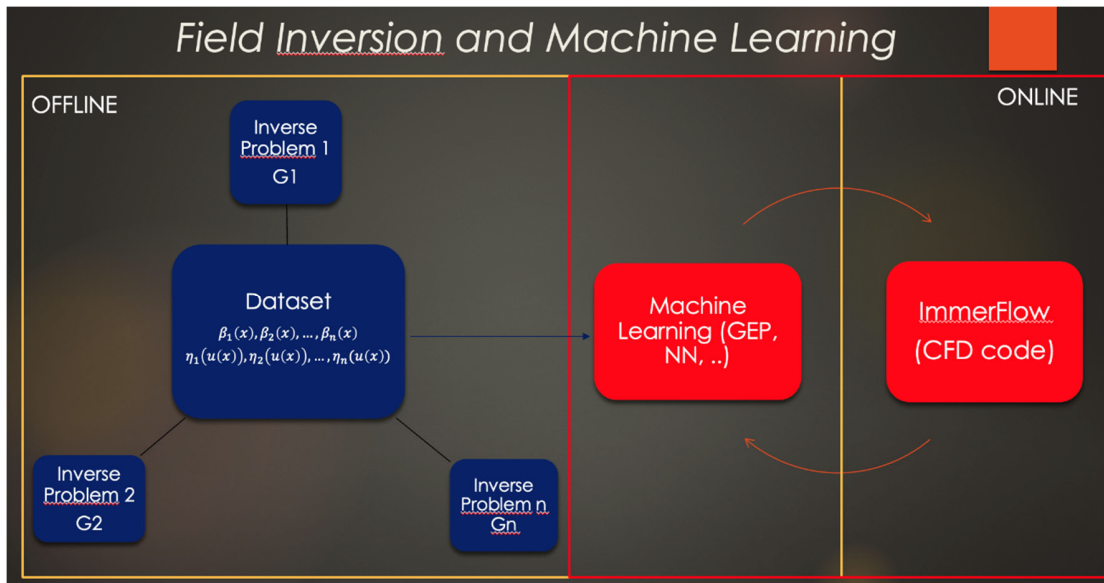 Field Inversion and Machine Learning
OFFLINE
ONLINE
Inverse
Problem 1
G1
Dataset
𝛽₁(𝑥), 𝛽₂(𝑥), …, 𝛽ₙ(𝑥)
𝜂₁(𝑢(𝑥)), 𝜂₂(𝑢(𝑥)), …, 𝜂ₙ(𝑢(𝑥))
Machine
Learning (GEP,
NN, ..)
ImmerFlow
(CFD code)
Inverse
Problem 2
G2
Inverse
Problem n
Gn